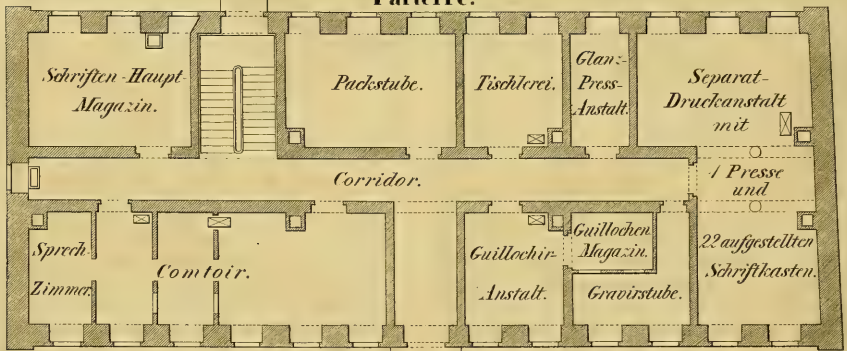 Parterre.
Schriften-Haupt-
Magazin.
Packstube.
Tischlerei.
Glanz-
Press-
Anstalt.
Separat-
Druckanstalt
mit
1 Presse
und
22 aufgestellten
Schriftkasten.
Corridor.
Sprech-
Zimmer.
Comtoir.
Guillochir-
Anstalt.
Guillochen
Magazin.
Gravirstube.